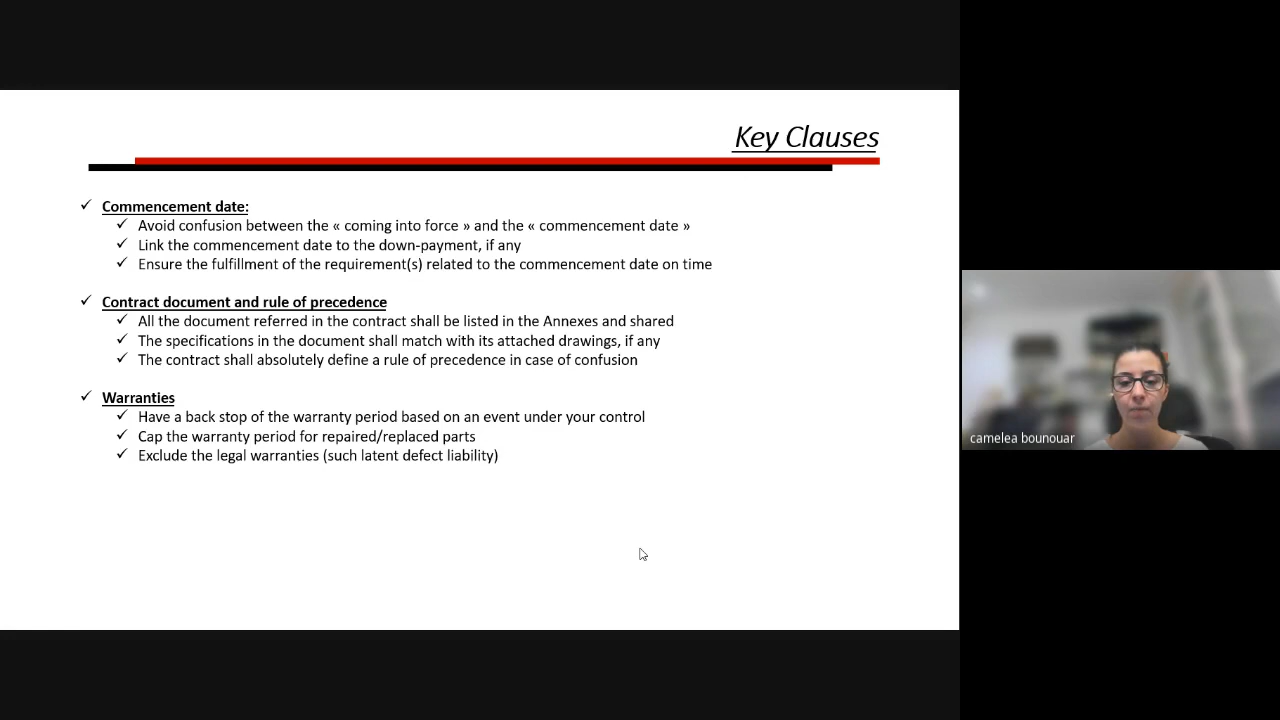 Key Clauses
✓ Commencement date:
✓ Avoid confusion between the « coming into force » and the « commencement date »
✓ Link the commencement date to the down-payment, if any
✓ Ensure the fulfillment of the requirement(s) related to the commencement date on time
✓ Contract document and rule of precedence
✓ All the document referred in the contract shall be listed in the Annexes and shared
✓ The specifications in the document shall match with its attached drawings, if any
✓ The contract shall absolutely define a rule of precedence in case of confusion
✓ Warranties
✓ Have a back stop of the warranty period based on an event under your control
✓ Cap the warranty period for repaired/replaced parts
✓ Exclude the legal warranties (such latent defect liability)
camelea bounouar